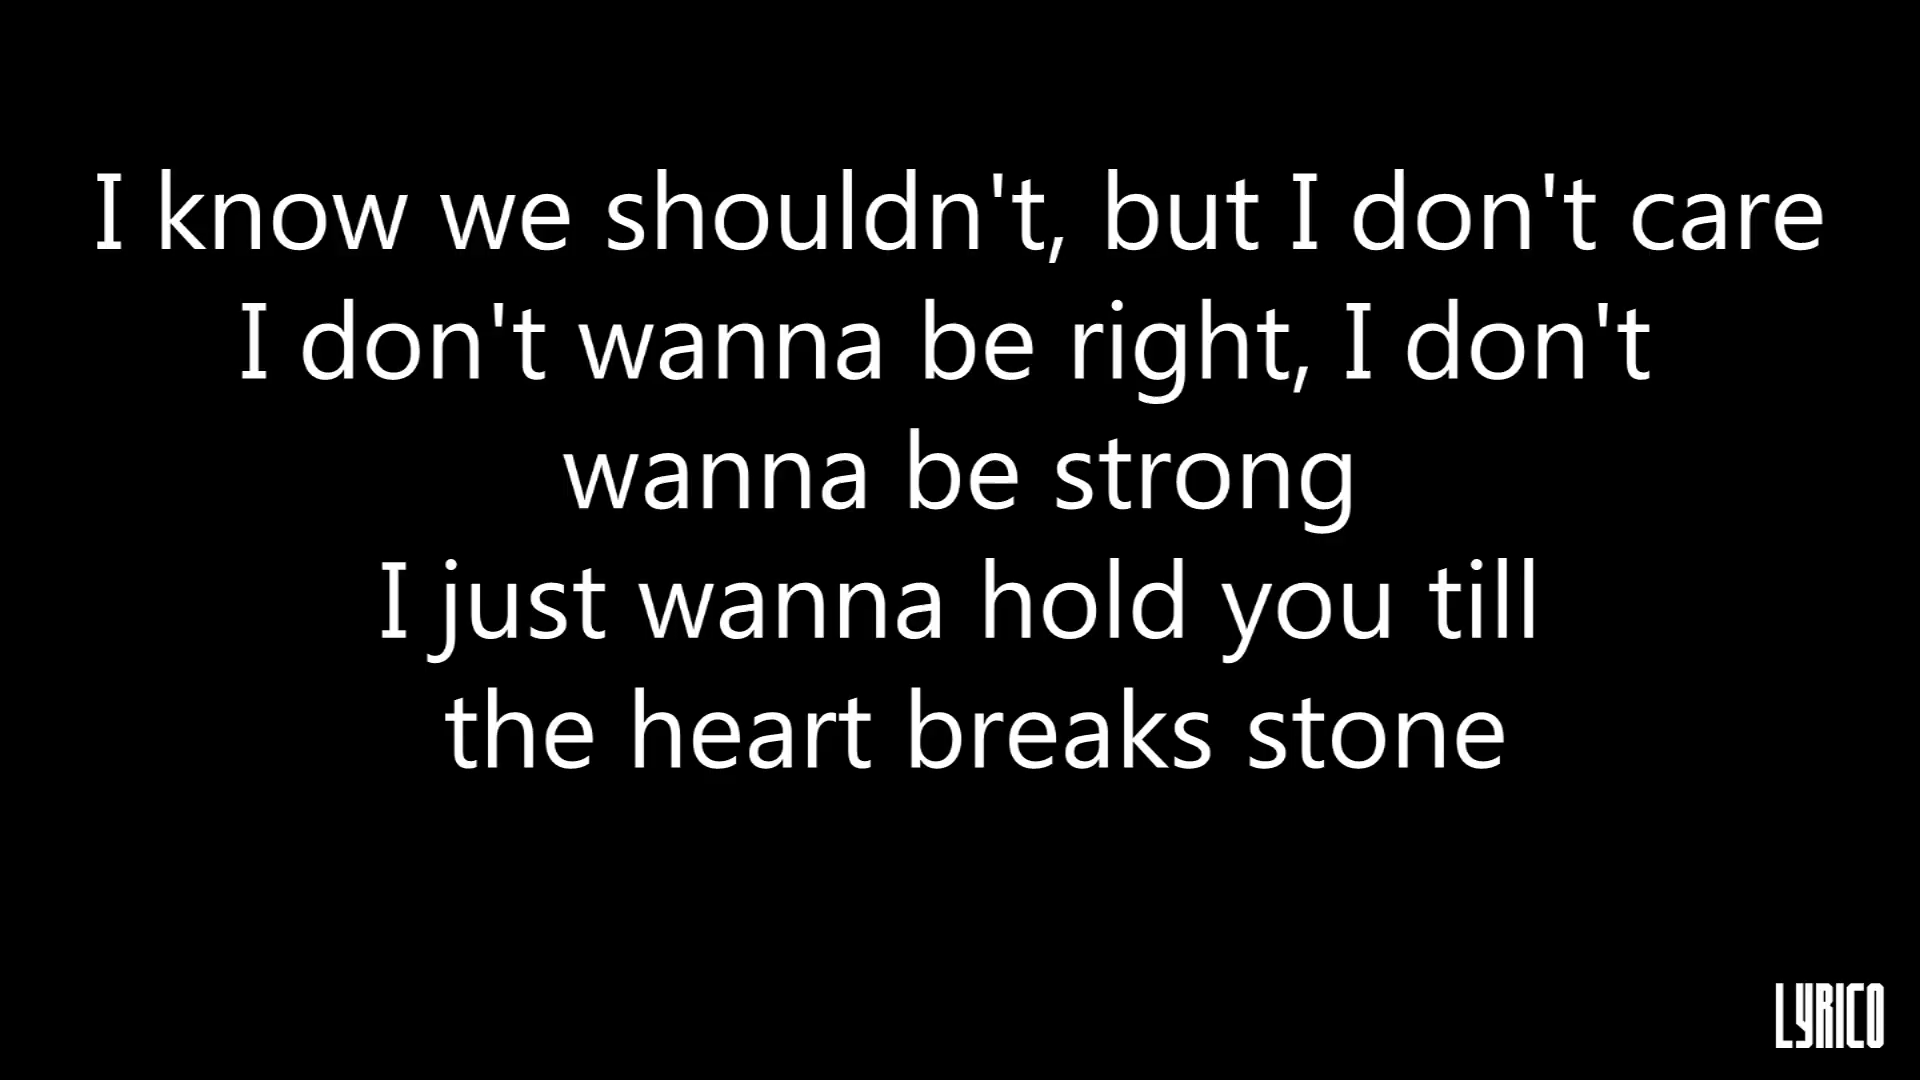 I know we shouldn't, but I don't care
I don't wanna be right, I don't
wanna be strong
I just wanna hold you till
the heart breaks stone
LYRICO